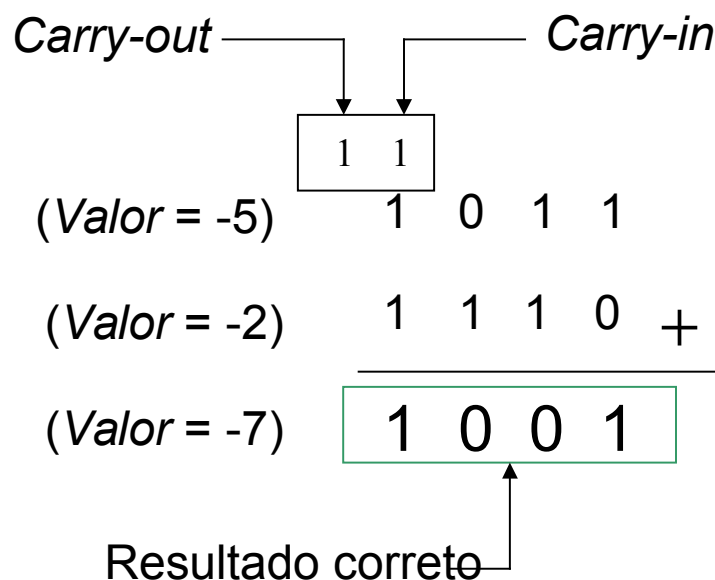 Carry-out Carry-in
1 1
(Valor = -5) 1 0 1 1
(Valor = -2) 1 1 1 0 +
(Valor = -7) 1 0 0 1
Resultado correto